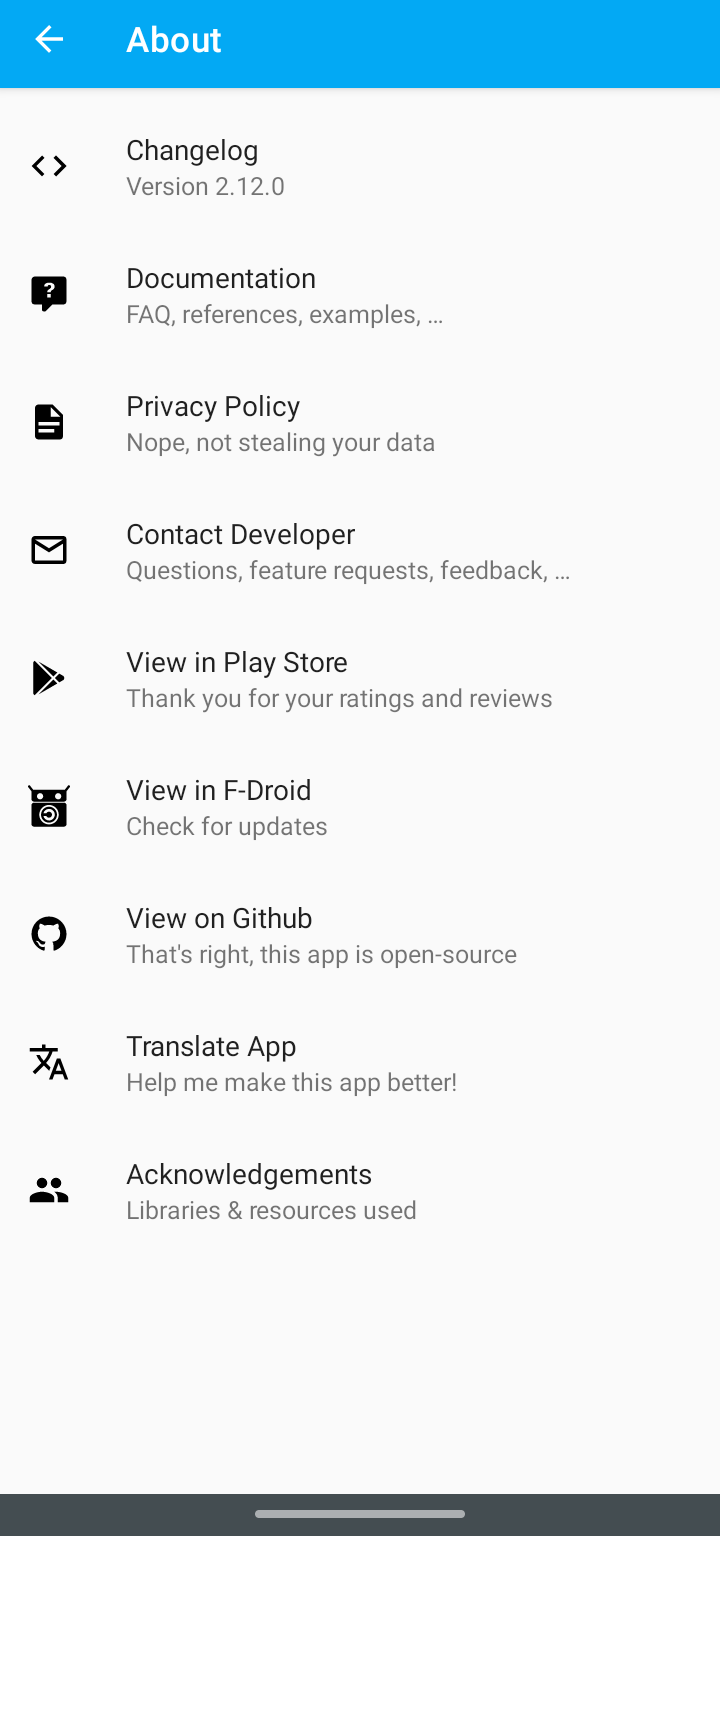 About
Changelog
Version 2.12.0
Documentation
FAQ, references, examples, …
Privacy Policy
Nope, not stealing your data
Contact Developer
Questions, feature requests, feedback, …
View in Play Store
Thank you for your ratings and reviews
View in F-Droid
Check for updates
View on Github
That's right, this app is open-source
Translate App
Help me make this app better!
Acknowledgements
Libraries & resources used